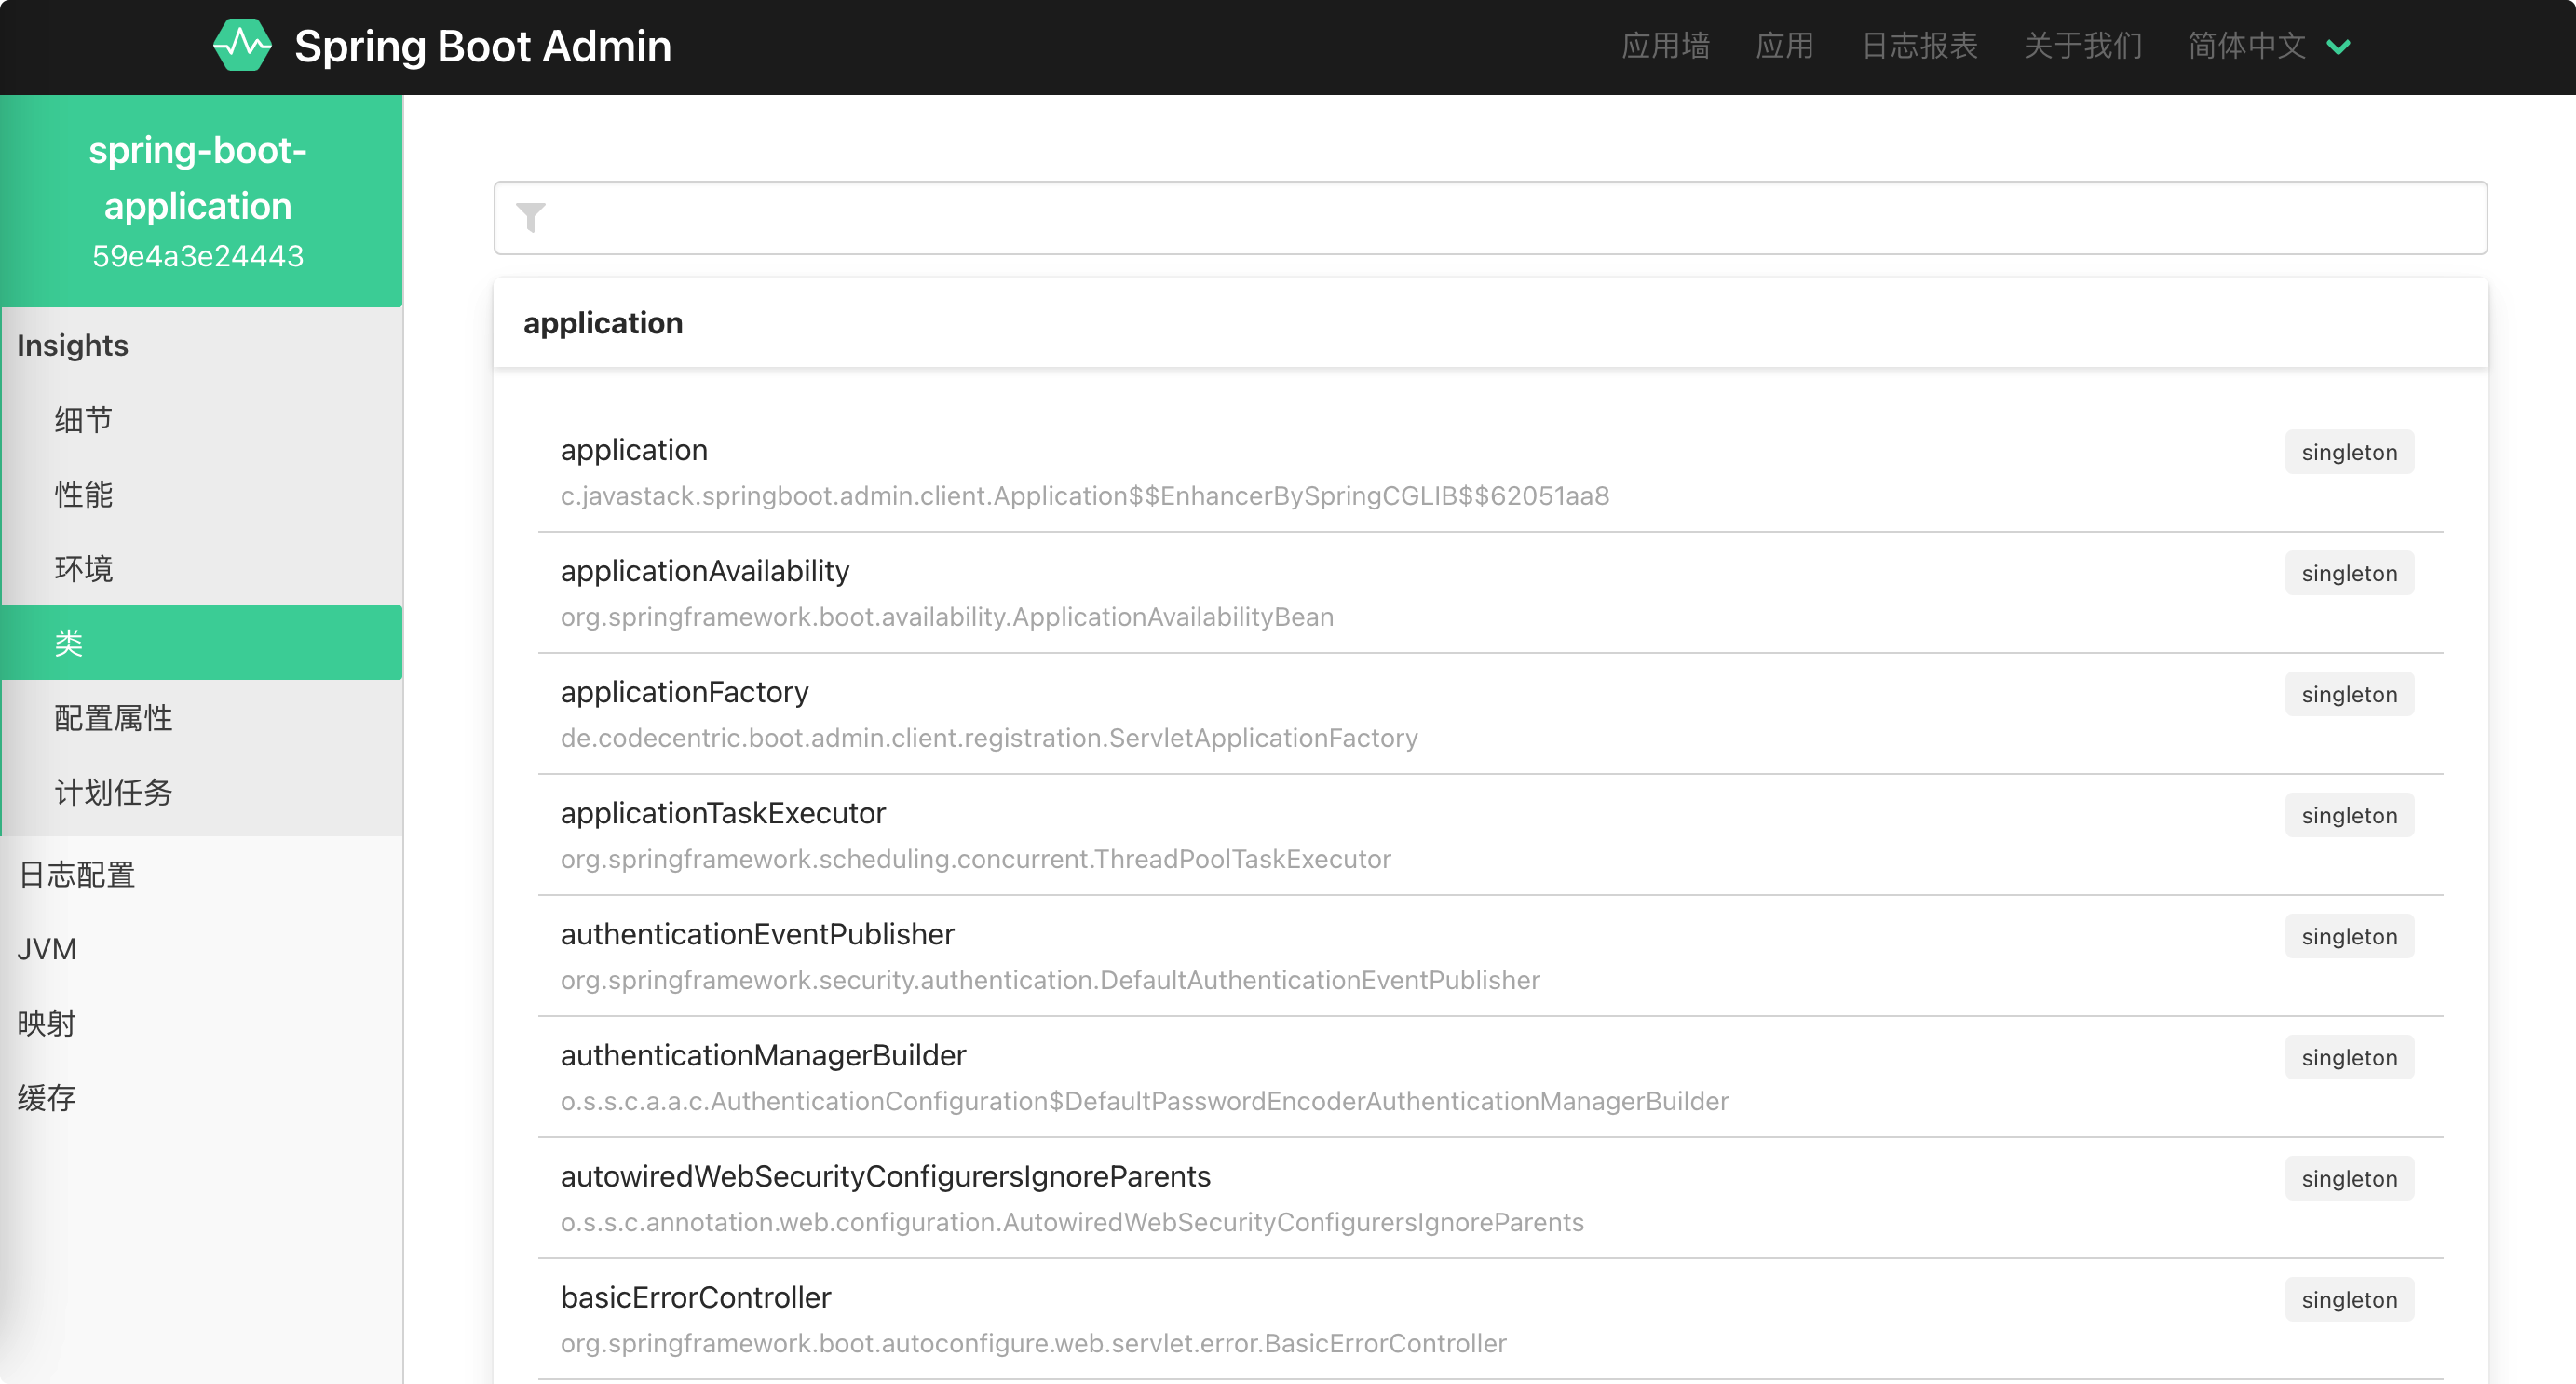 Spring Boot Admin
应用墙 应用 日志报表 关于我们 简体中文
spring-boot-
application
59e4a3e24443
Insights
细节
性能
环境
类
配置属性
计划任务
日志配置
JVM
映射
缓存
application
application singleton
c.javastack.springboot.admin.client.Application$$EnhancerBySpringCGLIB$$62051aa8
applicationAvailability singleton
org.springframework.boot.availability.ApplicationAvailabilityBean
applicationFactory singleton
de.codecentric.boot.admin.client.registration.ServletApplicationFactory
applicationTaskExecutor singleton
org.springframework.scheduling.concurrent.ThreadPoolTaskExecutor
authenticationEventPublisher singleton
org.springframework.security.authentication.DefaultAuthenticationEventPublisher
authenticationManagerBuilder singleton
o.s.s.c.a.a.c.AuthenticationConfiguration$DefaultPasswordEncoderAuthenticationManagerBuilder
autowiredWebSecurityConfigurersIgnoreParents singleton
o.s.s.c.annotation.web.configuration.AutowiredWebSecurityConfigurersIgnoreParents
basicErrorController singleton
org.springframework.boot.autoconfigure.web.servlet.error.BasicErrorController